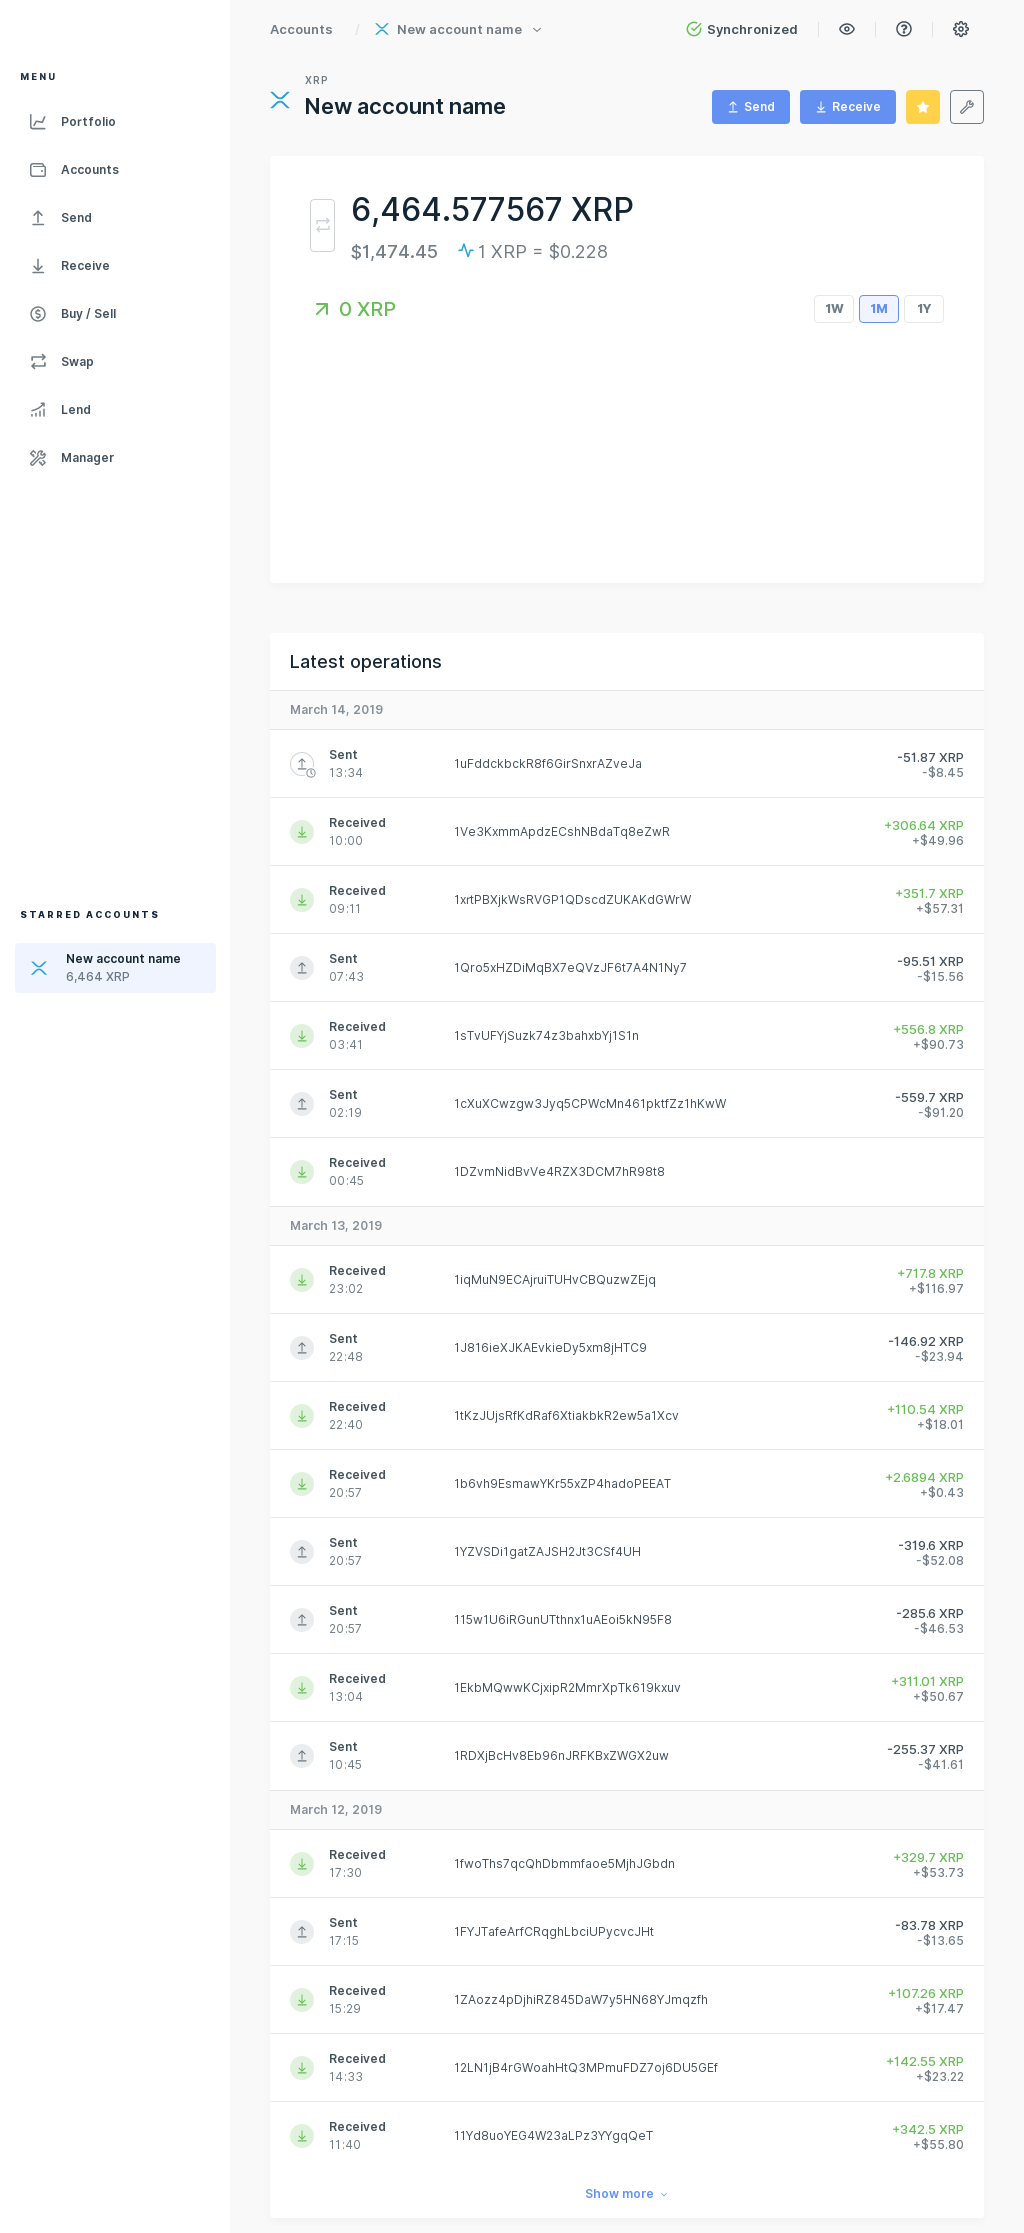 Accounts / New account name Synchronized
MENU
Portfolio
Accounts
Send
Receive
Buy / Sell
Swap
Lend
Manager
STARRED ACCOUNTS
New account name
6,464 XRP
XRP
New account name
Send Receive
6,464.577567 XRP
$1,474.45 1 XRP = $0.228
0 XRP 1W 1M 1Y
Latest operations
March 14, 2019
Sent
13:34
1uFddckbckR8f6GirSnxrAZveJa
-51.87 XRP
-$8.45
Received
10:00
1Ve3KxmmApdzECshNBdaTq8eZwR
+306.64 XRP
+$49.96
Received
09:11
1xrtPBXjkWsRVGP1QDscdZUKAKdGWrW
+351.7 XRP
+$57.31
Sent
07:43
1Qro5xHZDiMqBX7eQVzJF6t7A4N1Ny7
-95.51 XRP
-$15.56
Received
03:41
1sTvUFYjSuzk74z3bahxbYj1S1n
+556.8 XRP
+$90.73
Sent
02:19
1cXuXCwzgw3Jyq5CPWcMn461pktfZz1hKwW
-559.7 XRP
-$91.20
Received
00:45
1DZvmNidBvVe4RZX3DCM7hR98t8
March 13, 2019
Received
23:02
1iqMuN9ECAjruiTUHvCBQuzwZEjq
+717.8 XRP
+$116.97
Sent
22:48
1J816ieXJKAEvkieDy5xm8jHTC9
-146.92 XRP
-$23.94
Received
22:40
1tKzJUjsRfKdRaf6XtiakbkR2ew5a1Xcv
+110.54 XRP
+$18.01
Received
20:57
1b6vh9EsmawYKr55xZP4hadoPEEAT
+2.6894 XRP
+$0.43
Sent
20:57
1YZVSDi1gatZAJSH2Jt3CSf4UH
-319.6 XRP
-$52.08
Sent
20:57
115w1U6iRGunUTthnx1uAEoi5kN95F8
-285.6 XRP
-$46.53
Received
13:04
1EkbMQwwKCjxipR2MmrXpTk619kxuv
+311.01 XRP
+$50.67
Sent
10:45
1RDXjBcHv8Eb96nJRFKBxZWGX2uw
-255.37 XRP
-$41.61
March 12, 2019
Received
17:30
1fwoThs7qcQhDbmmfaoe5MjhJGbdn
+329.7 XRP
+$53.73
Sent
17:15
1FYJTafeArfCRqghLbciUPycvcJHt
-83.78 XRP
-$13.65
Received
15:29
1ZAozz4pDjhiRZ845DaW7y5HN68YJmqzfh
+107.26 XRP
+$17.47
Received
14:33
12LN1jB4rGWoahHtQ3MPmuFDZ7oj6DU5GEf
+142.55 XRP
+$23.22
Received
11:40
11Yd8uoYEG4W23aLPz3YYgqQeT
+342.5 XRP
+$55.80
Show more